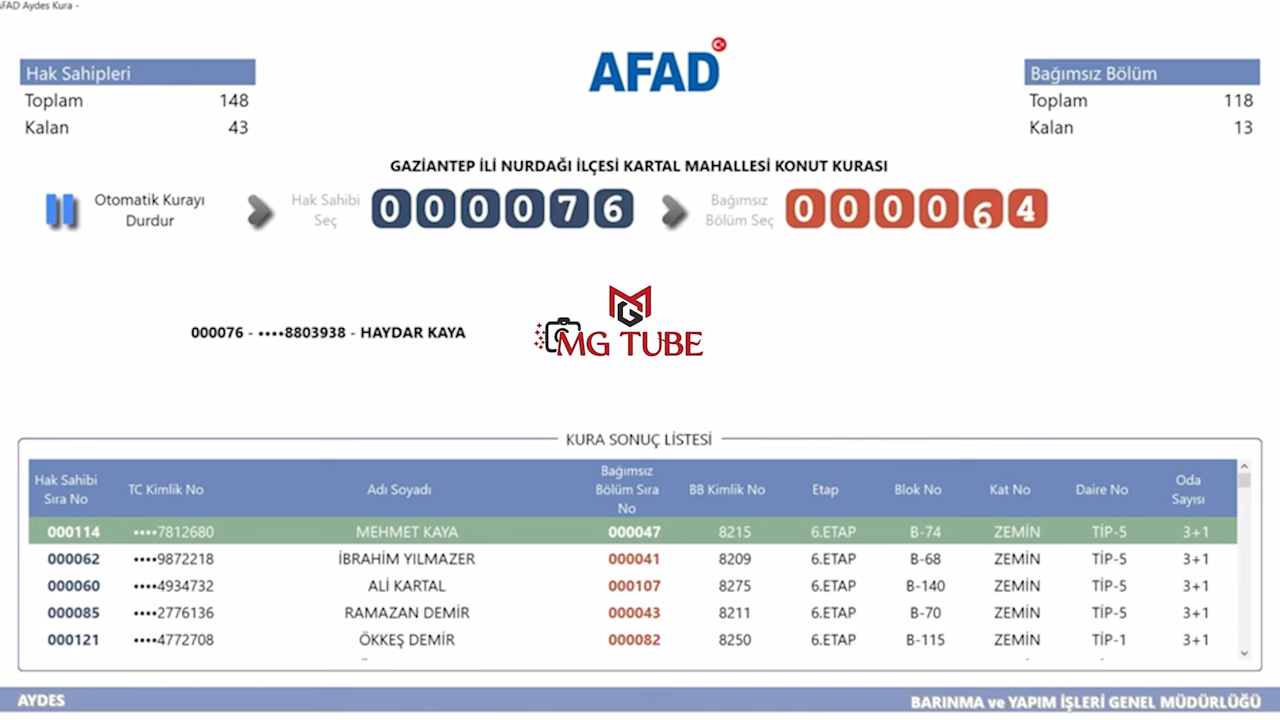 AFAD Aydes Kura -
AFAD
Hak Sahipleri
Toplam 148
Kalan 43
Bağımsız Bölüm
Toplam 118
Kalan 13
GAZİANTEP İLİ NURDAĞI İLÇESİ KARTAL MAHALLESİ KONUT KURASI
Otomatik Kurayı
Durdur
Hak Sahibi
Seç
000076
Bağımsız
Bölüm Seç
000064
000076 - ••••8803938 - HAYDAR KAYA
MG TUBE
KURA SONUÇ LİSTESİ
Hak Sahibi
Sıra No
TC Kimlik No
Adı Soyadı
Bağımsız
Bölüm Sıra
No
BB Kimlik No
Etap
Blok No
Kat No
Daire No
Oda
Sayısı
000114 ••••7812680 MEHMET KAYA 000047 8215 6.ETAP B-74 ZEMİN TİP-5 3+1
000062 ••••9872218 İBRAHİM YILMAZER 000041 8209 6.ETAP B-68 ZEMİN TİP-5 3+1
000060 ••••4934732 ALİ KARTAL 000107 8275 6.ETAP B-140 ZEMİN TİP-5 3+1
000085 ••••2776136 RAMAZAN DEMİR 000043 8211 6.ETAP B-70 ZEMİN TİP-5 3+1
000121 ••••4772708 ÖKKEŞ DEMİR 000082 8250 6.ETAP B-115 ZEMİN TİP-1 3+1
AYDES
BARINMA ve YAPIM İŞLERİ GENEL MÜDÜRLÜĞÜ